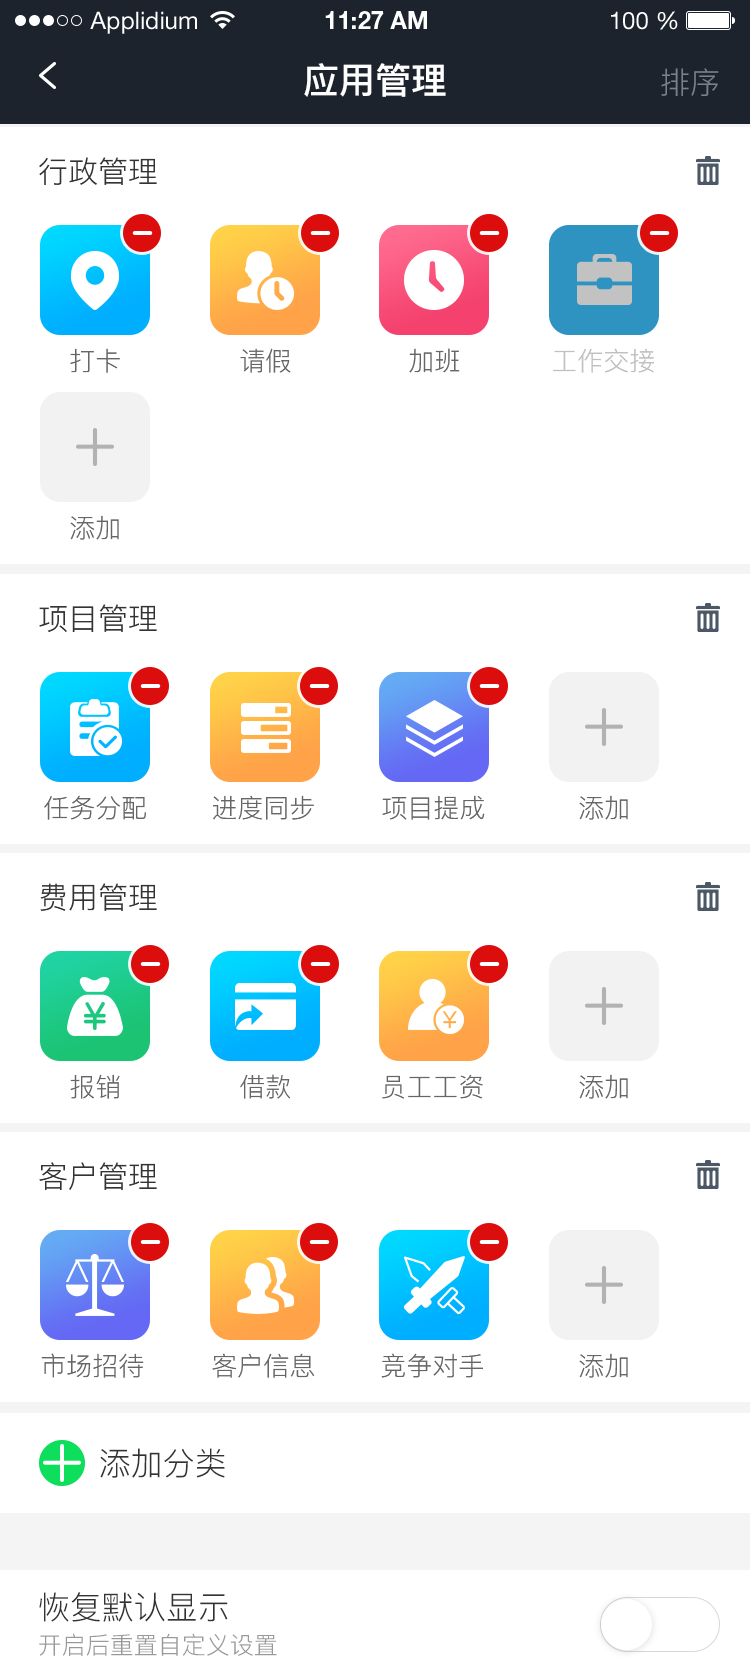 Applidium 11:27 AM 100 %
应用管理 排序
行政管理
打卡 请假 加班 工作交接
添加
项目管理
任务分配 进度同步 项目提成 添加
费用管理
¥ ¥
报销 借款 员工工资 添加
客户管理
市场招待 客户信息 竞争对手 添加
添加分类
恢复默认显示
开启后重置自定义设置